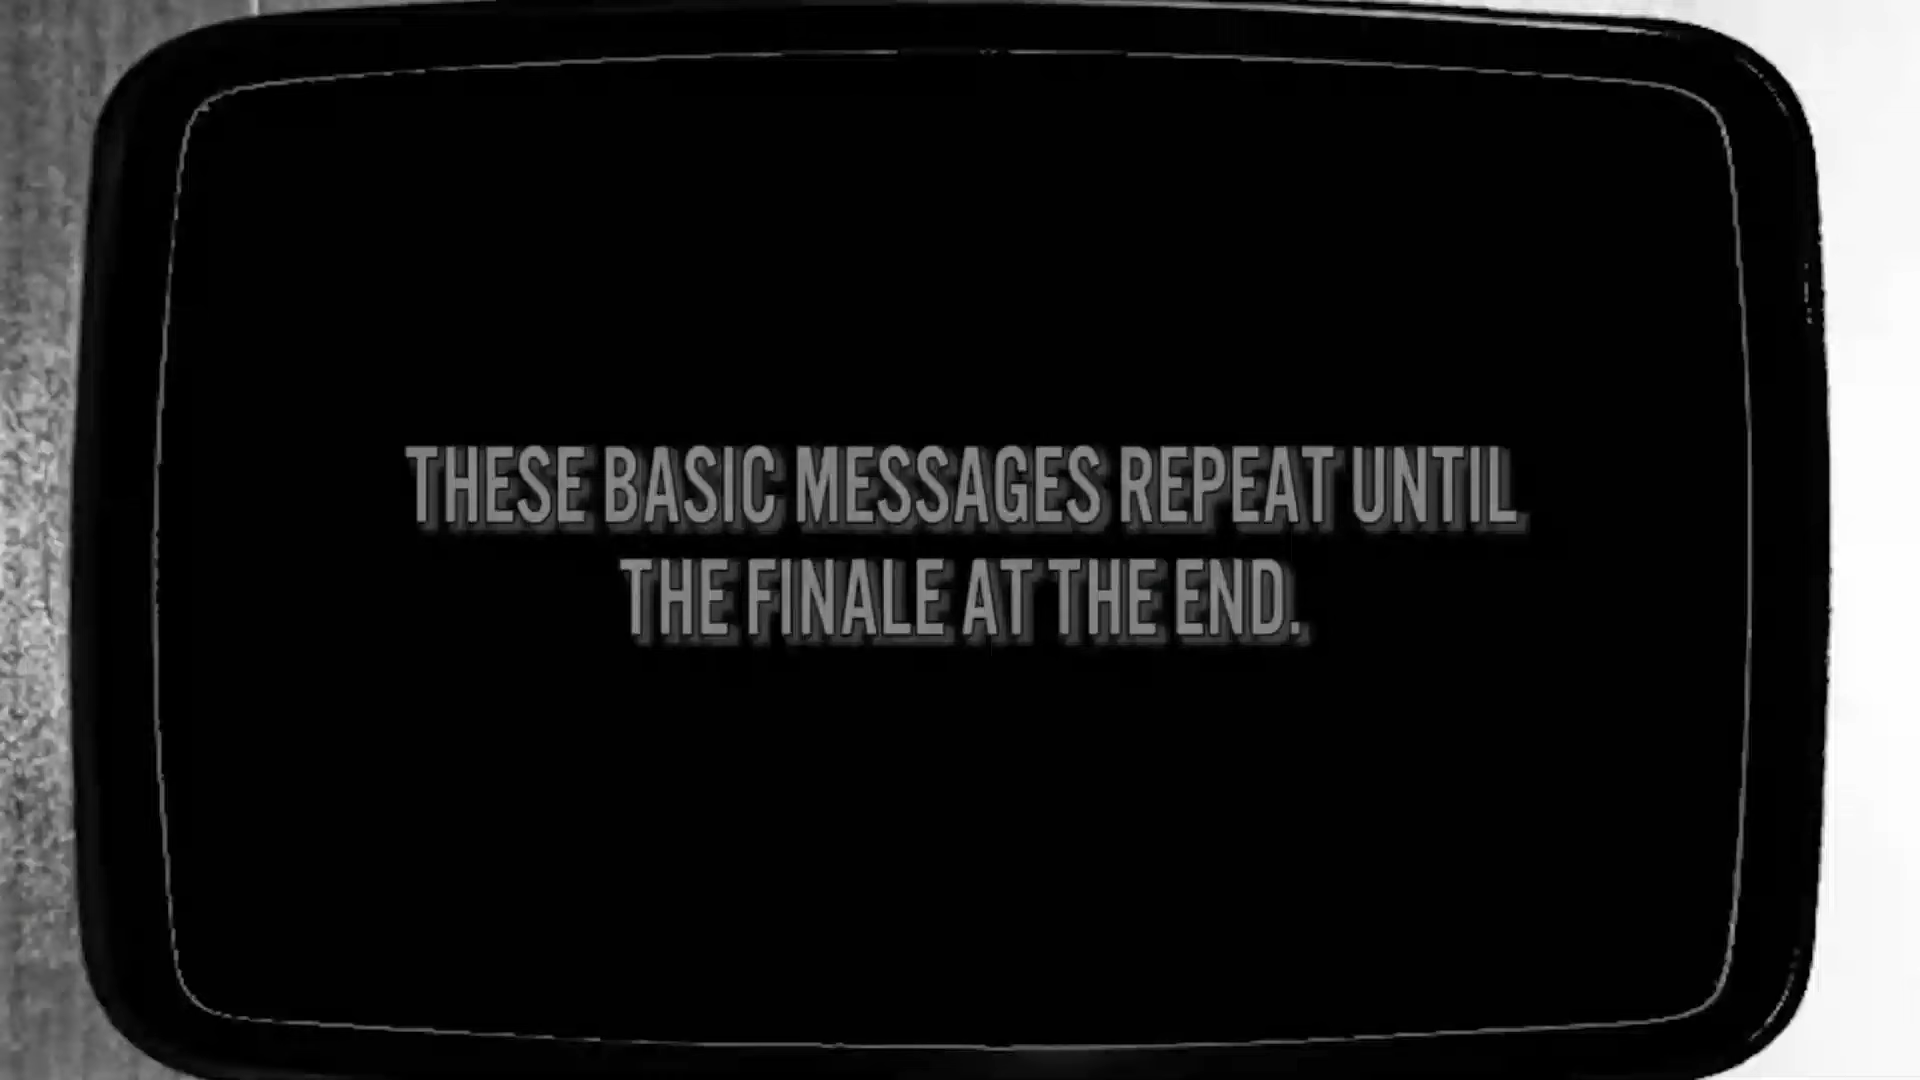 THESE BASIC MESSAGES REPEAT UNTIL
THE FINALE AT THE END.